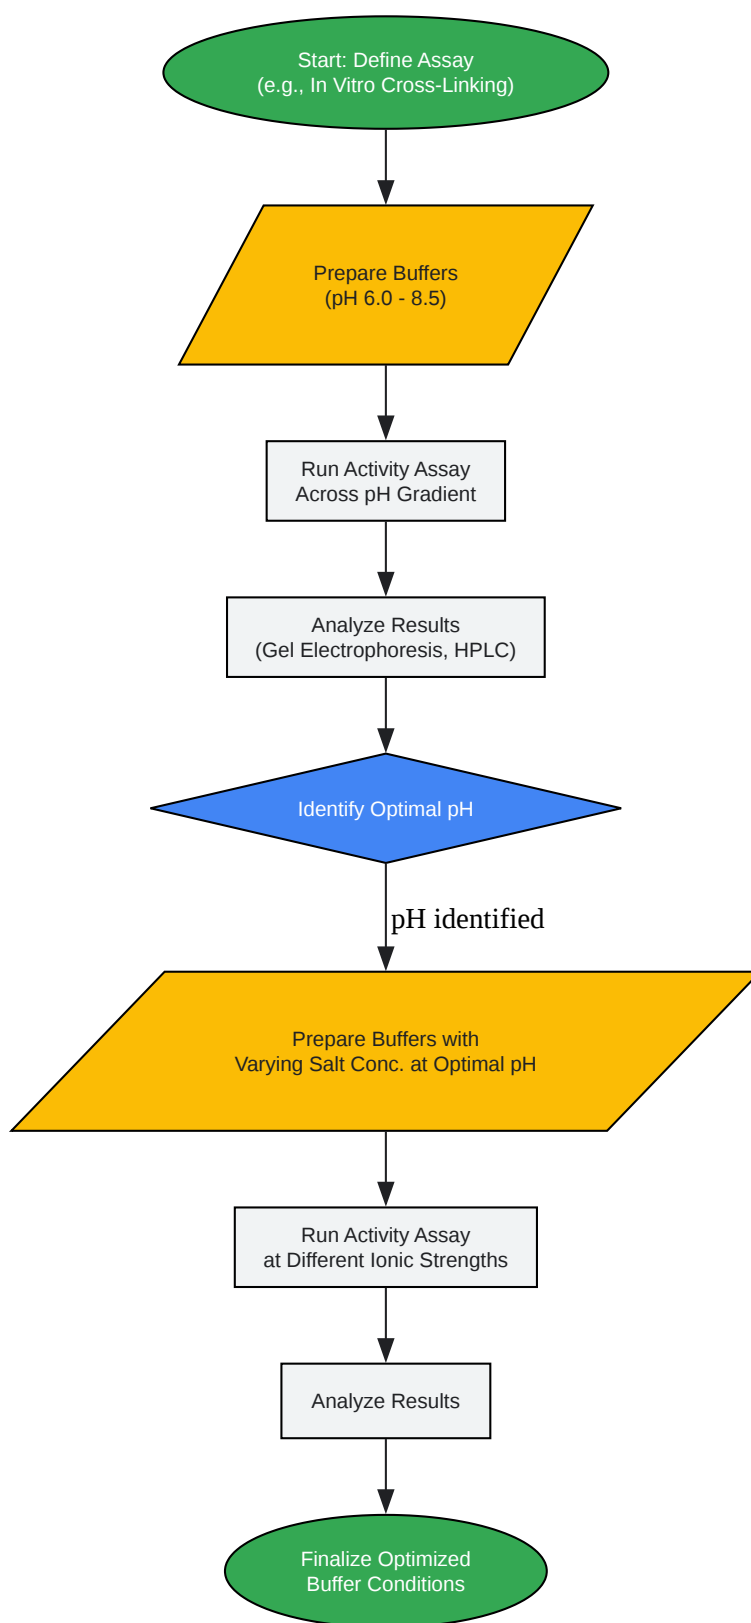 Start: Define Assay
(e.g., In Vitro Cross-Linking)
Prepare Buffers
(pH 6.0 - 8.5)
Run Activity Assay
Across pH Gradient
Analyze Results
(Gel Electrophoresis, HPLC)
Identify Optimal pH
pH identified
Prepare Buffers with
Varying Salt Conc. at Optimal pH
Run Activity Assay
at Different Ionic Strengths
Analyze Results
Finalize Optimized
Buffer Conditions